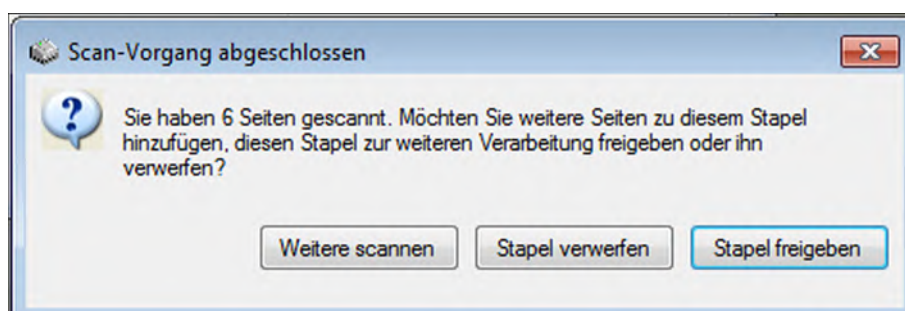 Scan-Vorgang abgeschlossen
Sie haben 6 Seiten gescannt. Möchten Sie weitere Seiten zu diesem Stapel
hinzufügen, diesen Stapel zur weiteren Verarbeitung freigeben oder ihn
verwerfen?
Weitere scannen Stapel verwerfen Stapel freigeben